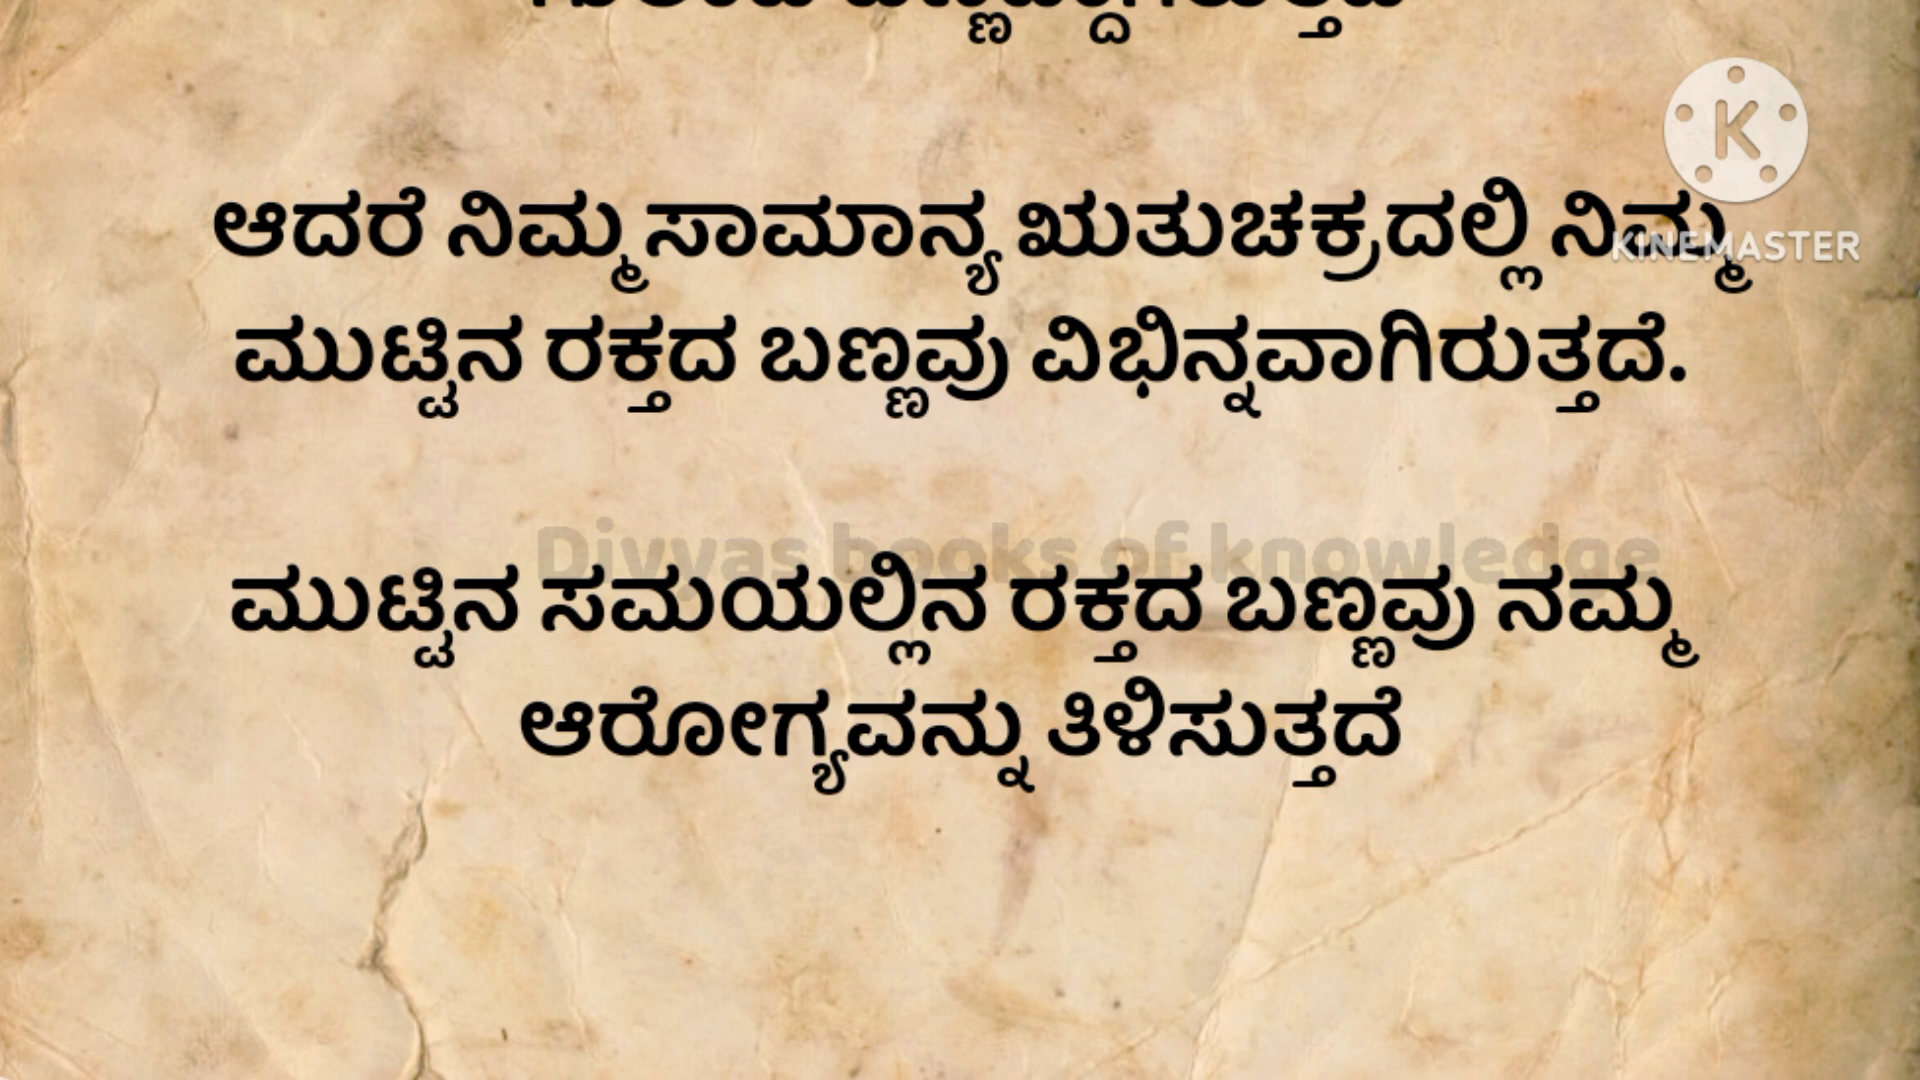 ಆದರೆ ನಿಮ್ಮ ಸಾಮಾನ್ಯ ಋತುಚಕ್ರದಲ್ಲಿ ನಿಮ್ಮ
KINEMASTER
ಮುಟ್ಟಿನ ರಕ್ತದ ಬಣ್ಣವು ವಿಭಿನ್ನವಾಗಿರುತ್ತದೆ.
Divyas books of knowledge
ಮುಟ್ಟಿನ ಸಮಯಲ್ಲಿನ ರಕ್ತದ ಬಣ್ಣವು ನಮ್ಮ
ಆರೋಗ್ಯವನ್ನು ತಿಳಿಸುತ್ತದೆ